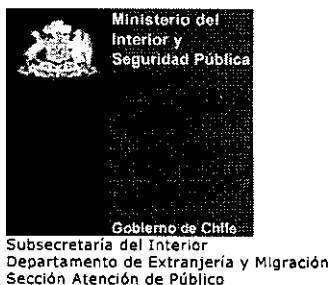 Ministerio del
Interior y
Seguridad Pública
Gobierno de Chile
Subsecretaría del Interior
Departamento de Extranjería y Migración
Sección Atención de Público